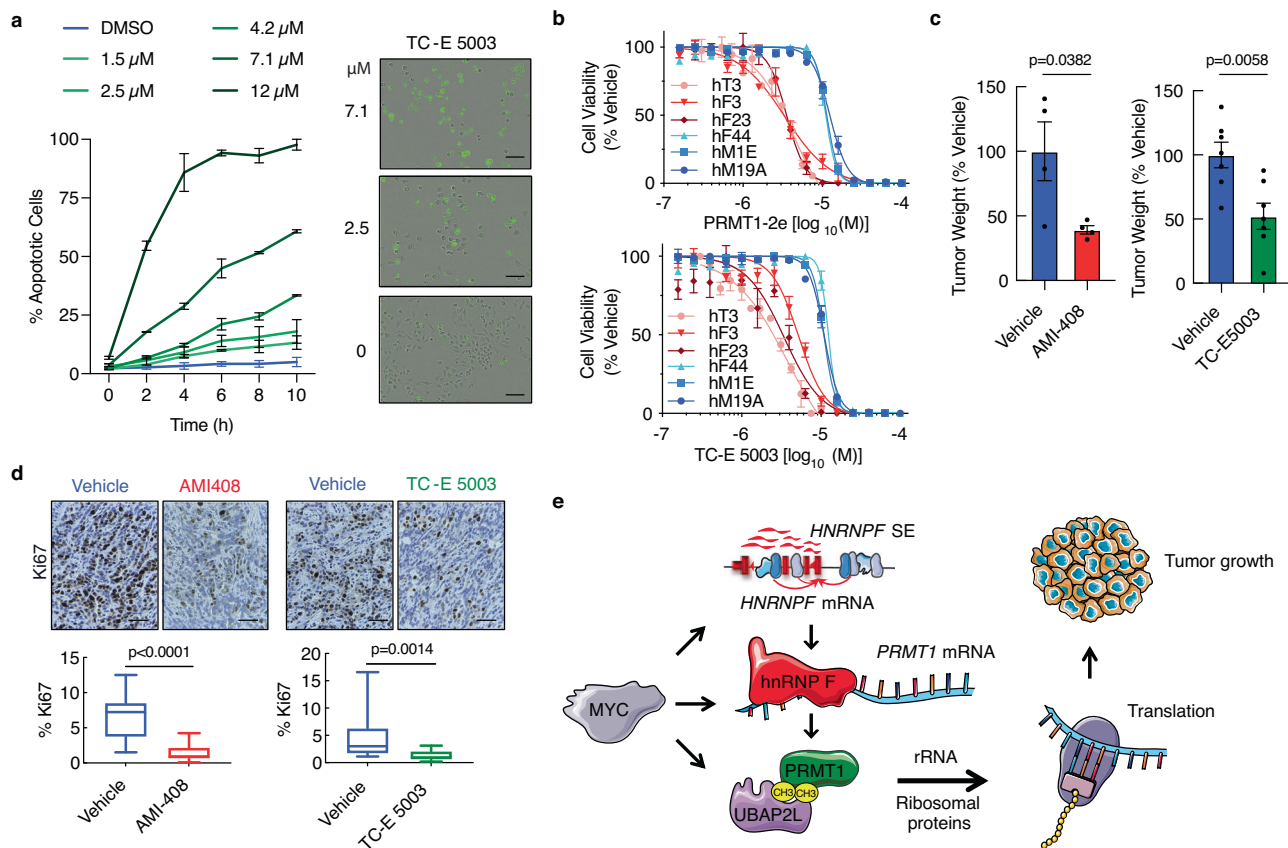 a
DMSO
1.5 µM
2.5 µM
4.2 µM
7.1 µM
12 µM
% Apoptotic Cells
100
75
50
25
0
0 2 4 6 8 10
Time (h)
TC-E 5003
µM
7.1
2.5
0
b
Cell Viability
(% Vehicle)
100
50
0
hT3
hF3
hF23
hF44
hM1E
hM19A
-7 -6 -5 -4
PRMT1-2e [log10(M)]
Cell Viability
(% Vehicle)
100
50
0
hT3
hF3
hF23
hF44
hM1E
hM19A
-7 -6 -5 -4
TC-E 5003 [log10 (M)]
c
p=0.0382
Tumor Weight (% Vehicle)
150
100
50
0
Vehicle
AMI-408
p=0.0058
Tumor Weight (% Vehicle)
150
100
50
0
Vehicle
TC-E5003
d
Vehicle AMI408 Vehicle TC-E 5003
Ki67
p<0.0001
% Ki67
15
10
5
0
Vehicle
AMI-408
p=0.0014
% Ki67
20
15
10
5
0
Vehicle
TC-E 5003
e
HNRNPF SE
HNRNPF mRNA
PRMT1 mRNA
hnRNP F
MYC
PRMT1
CH3 CH3
UBAP2L
rRNA
Ribosomal
proteins
Tumor growth
Translation